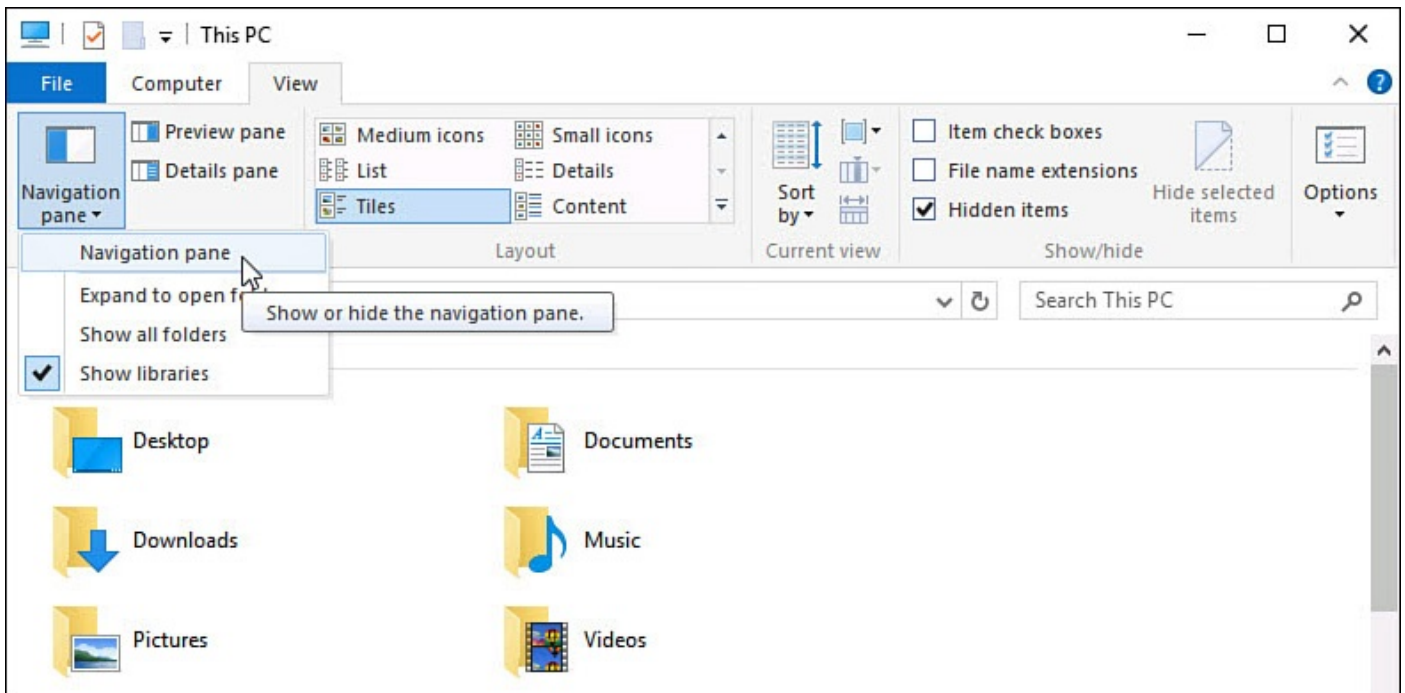 This PC
File Computer View
Navigation pane
Preview pane
Details pane
Medium icons Small icons
List Details
Tiles Content
Layout
Sort by
Current view
Item check boxes
File name extensions
Hidden items
Hide selected items
Show/hide
Options
Navigation pane
Expand to open
Show all folders
Show libraries
Show or hide the navigation pane.
Search This PC
Desktop Documents
Downloads Music
Pictures Videos